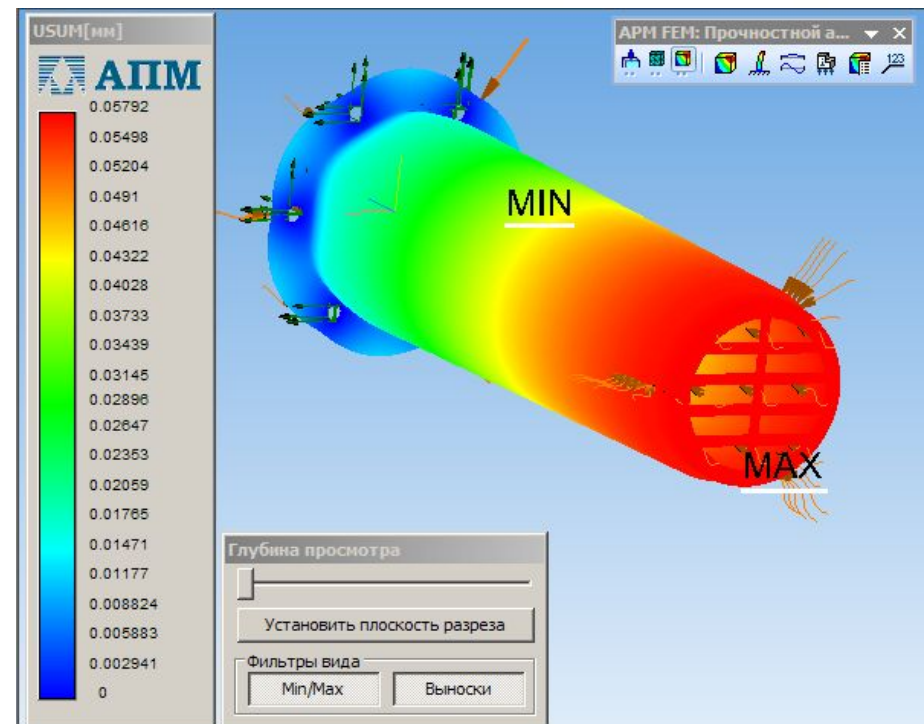 USUM[мм]
АПМ
0.05792
0.05498
0.05204
0.0491
0.04616
0.04322
0.04028
0.03733
0.03439
0.03145
0.02896
0.02647
0.02353
0.02059
0.01765
0.01471
0.01177
0.008824
0.005883
0.002941
0
APM FEM: Прочностной а...
123
MIN
MAX
Глубина просмотра
Установить плоскость разреза
Фильтры вида
Min/Max
Выноски